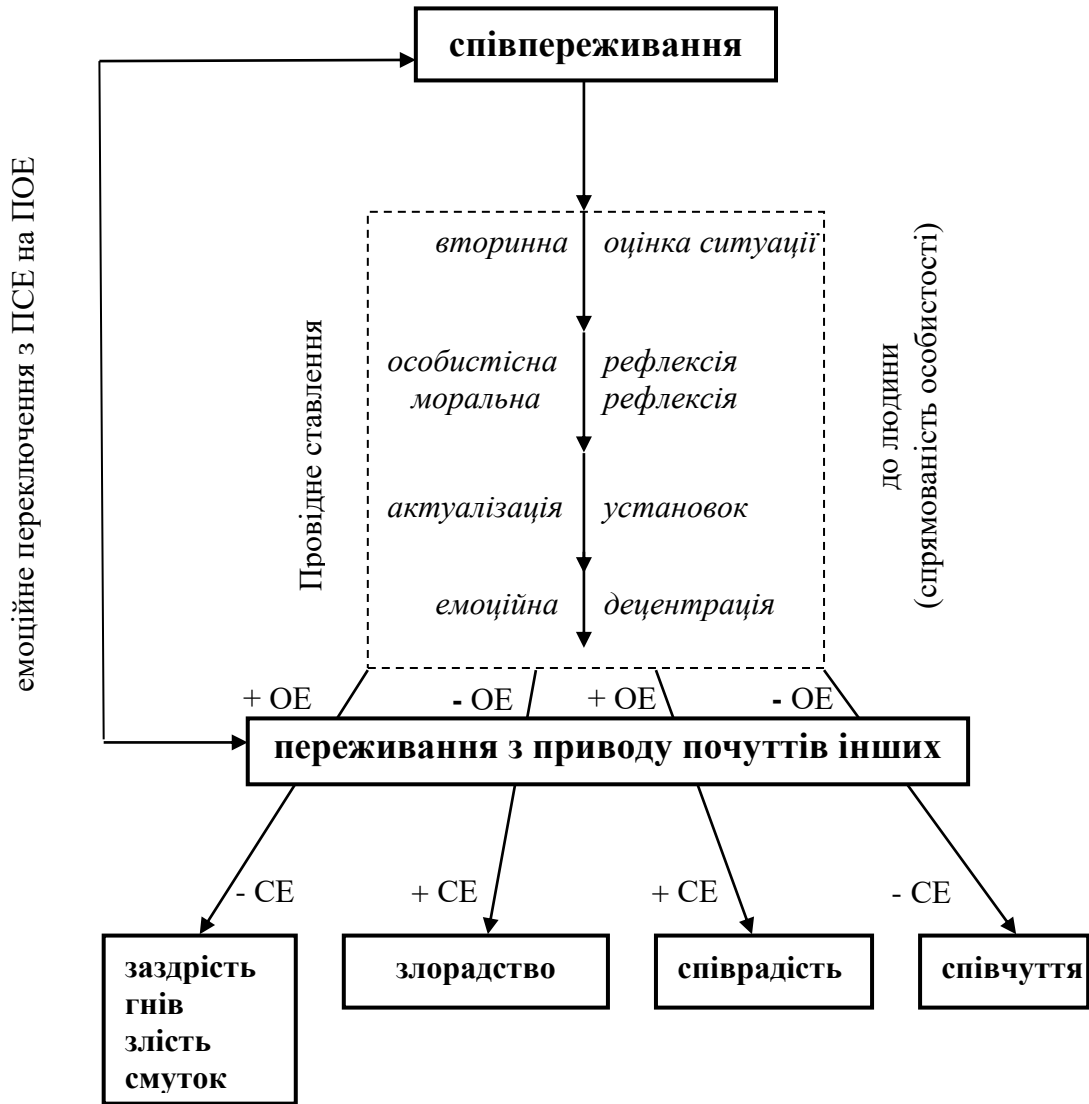 співпереживання
емоційне переключення з ПСЕ на ПОЕ
вторинна оцінка ситуації
Провідне ставлення
особистісна рефлексія
моральна рефлексія
до людини
(спрямованість особистості)
актуалізація установок
емоційна децентрація
+ ОЕ - ОЕ + ОЕ - ОЕ
переживання з приводу почуттів інших
- СЕ + СЕ + СЕ - СЕ
заздрість
гнів
злість
смуток
злорадство
співрадість
співчуття